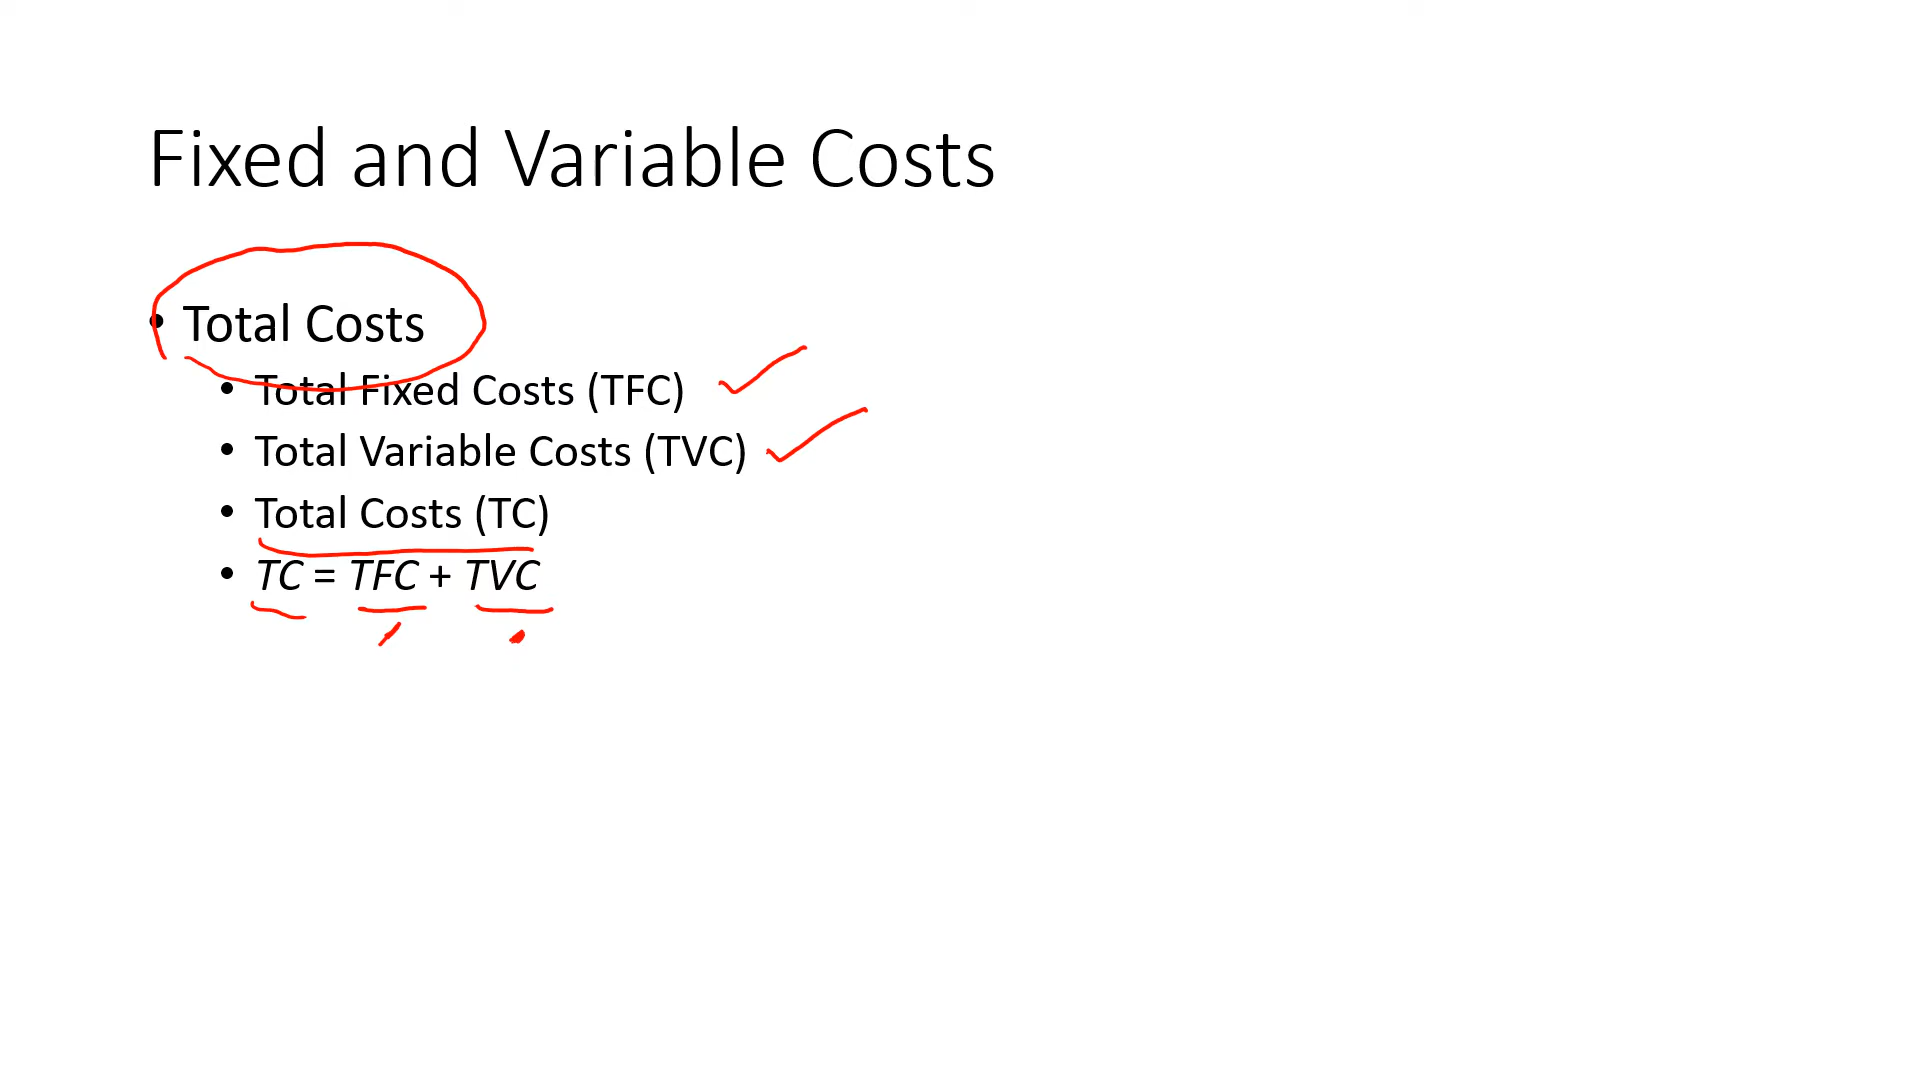 Fixed and Variable Costs
• Total Costs
• Total Fixed Costs (TFC)
• Total Variable Costs (TVC)
• Total Costs (TC)
• TC = TFC + TVC